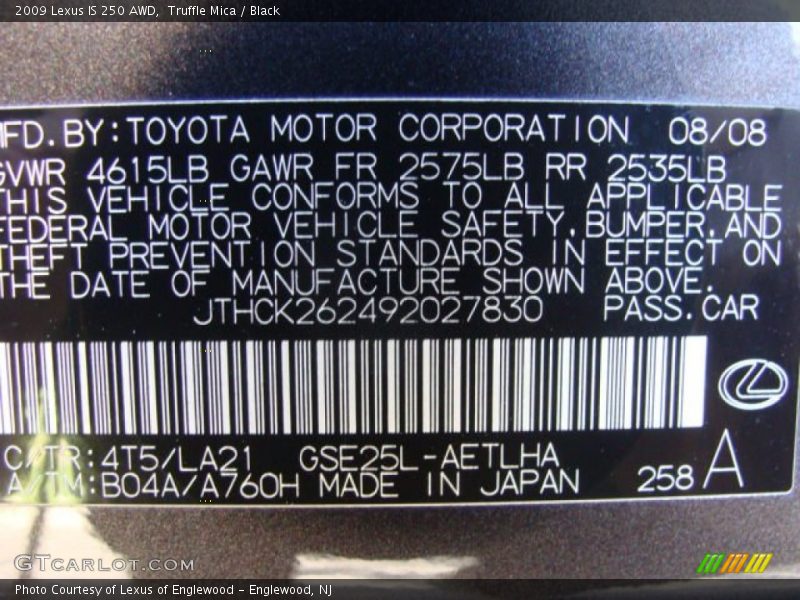 2009 Lexus IS 250 AWD, Truffle Mica / Black
MFD.BY:TOYOTA MOTOR CORPORATION 08/08
GVWR 4615LB GAWR FR 2575LB RR 2535LB
THIS VEHICLE CONFORMS TO ALL APPLICABLE
FEDERAL MOTOR VEHICLE SAFETY,BUMPER,AND
THEFT PREVENTION STANDARDS IN EFFECT ON
THE DATE OF MANUFACTURE SHOWN ABOVE.
JTHCK262492027830 PASS.CAR
C/TR:4T5/LA21 GSE25L-AETLHA
A/TM:B04A/A760H MADE IN JAPAN 258 A
GTcarlot.com
Photo Courtesy of Lexus of Englewood - Englewood, NJ